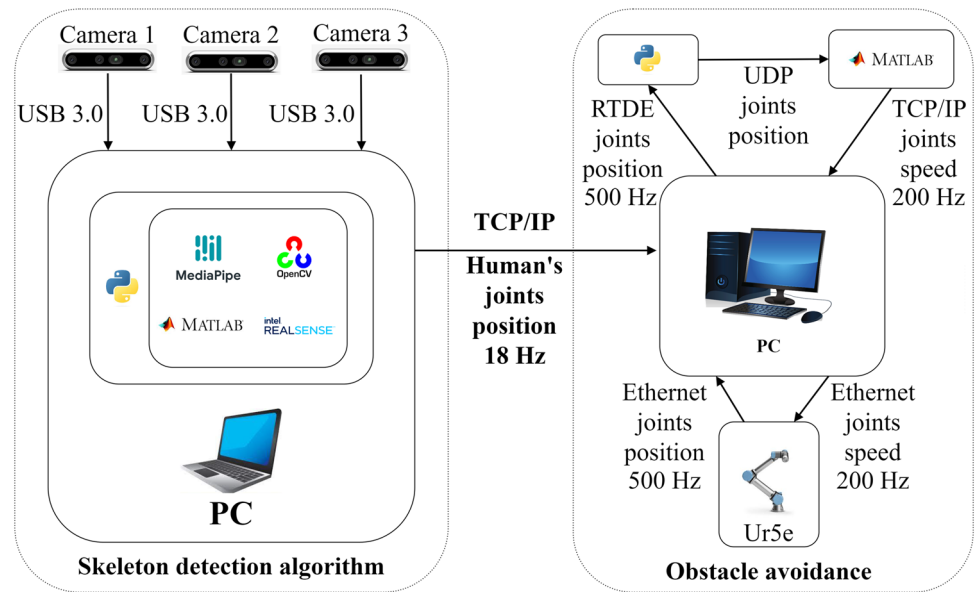 Camera 1
Camera 2
Camera 3
USB 3.0
USB 3.0
USB 3.0
MediaPipe
OpenCV
MATLAB
intel
REALSENSE
PC
Skeleton detection algorithm
TCP/IP
Human's
joints
position
18 Hz
UDP
joints
position
MATLAB
RTDE
joints
position
500 Hz
TCP/IP
joints
speed
200 Hz
PC
Ethernet
joints
position
500 Hz
Ethernet
joints
speed
200 Hz
Ur5e
Obstacle avoidance